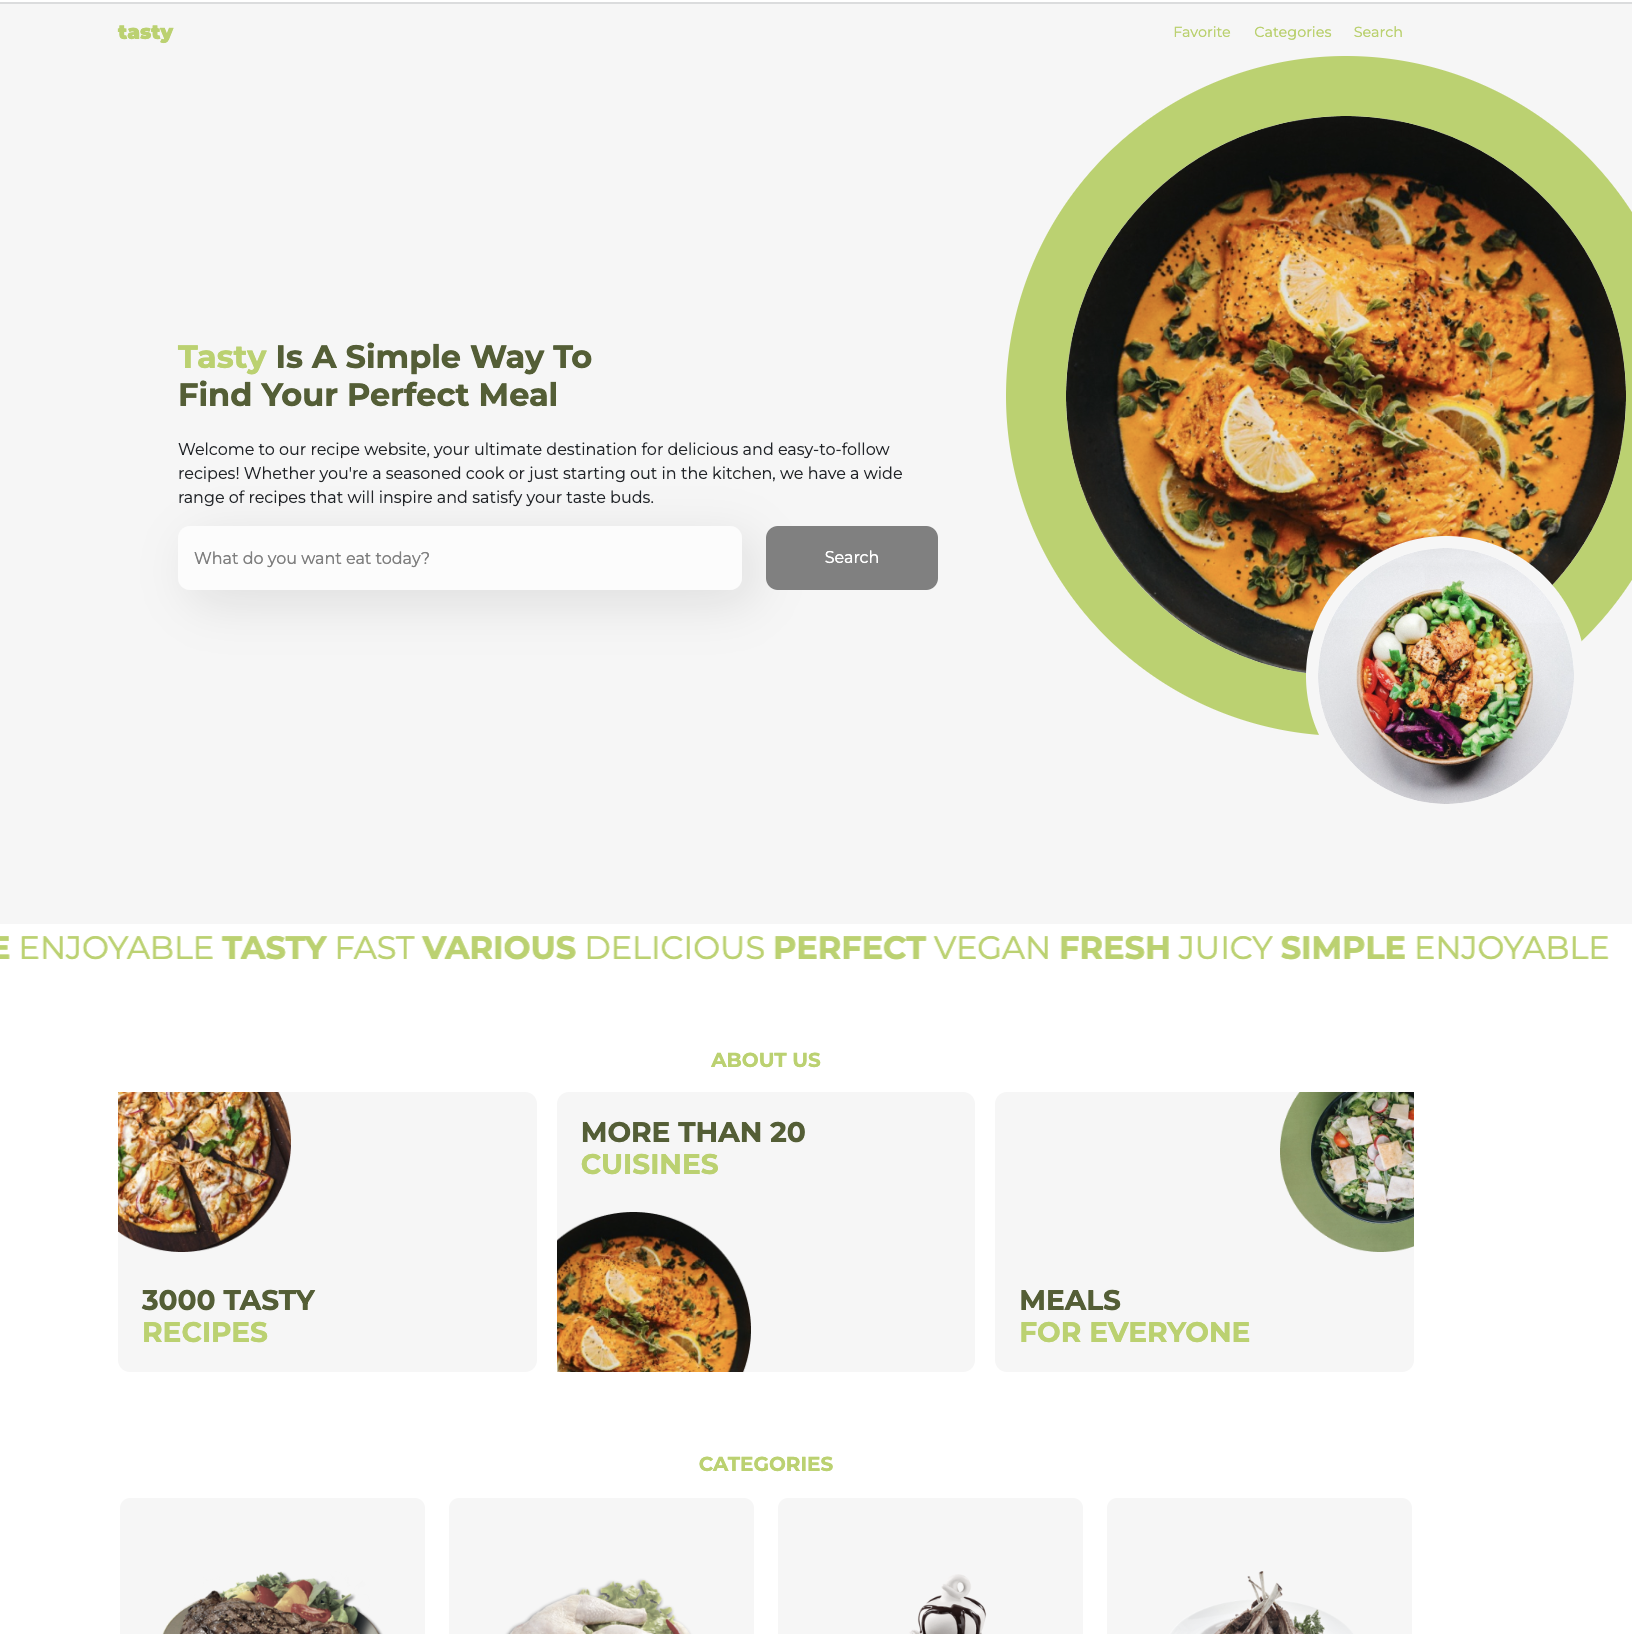 tasty
Favorite Categories Search
Tasty Is A Simple Way To
Find Your Perfect Meal
Welcome to our recipe website, your ultimate destination for delicious and easy-to-follow
recipes! Whether you're a seasoned cook or just starting out in the kitchen, we have a wide
range of recipes that will inspire and satisfy your taste buds.
What do you want eat today?
Search
E ENJOYABLE TASTY FAST VARIOUS DELICIOUS PERFECT VEGAN FRESH JUICY SIMPLE ENJOYABLE
ABOUT US
3000 TASTY
RECIPES
MORE THAN 20
CUISINES
MEALS
FOR EVERYONE
CATEGORIES